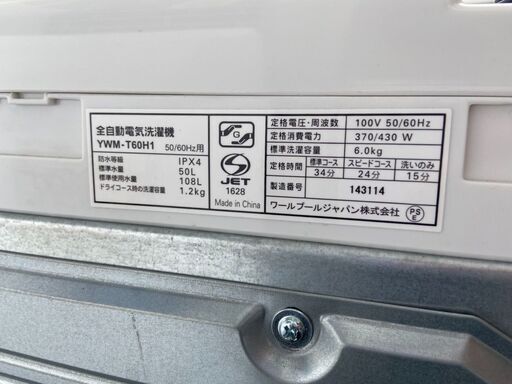 全自動電気洗濯機
YWM-T60H1 50/60Hz用
防水等級 IPX4
標準水量 50L
標準使用水量 108L
ドライコース時の洗濯容量 1.2kg
G
S
JET
1628
Made in China
定格電圧・周波数 100V 50/60Hz
定格消費電力 370/430 W
標準洗濯容量 6.0kg
定格時間 標準コース スピードコース 洗いのみ
34分 24分 15分
製造番号 143114
ワールプールジャパン株式会社
PS
E